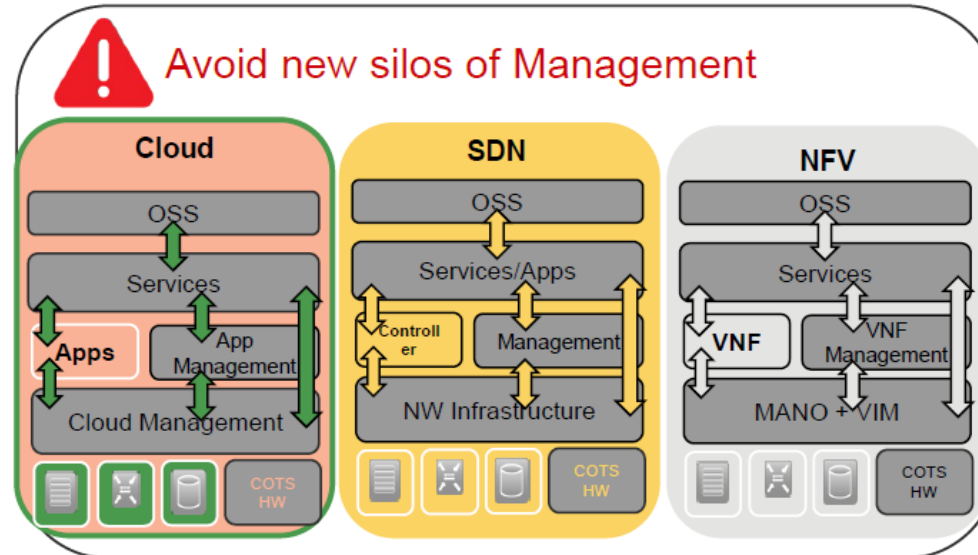 Avoid new silos of Management
Cloud
OSS
Services
Apps
App
Management
Cloud Management
COTS
HW
SDN
OSS
Services/Apps
Controll
er
Management
NW Infrastructure
COTS
HW
NFV
OSS
Services
VNF
VNF
Management
MANO + VIM
COTS
HW